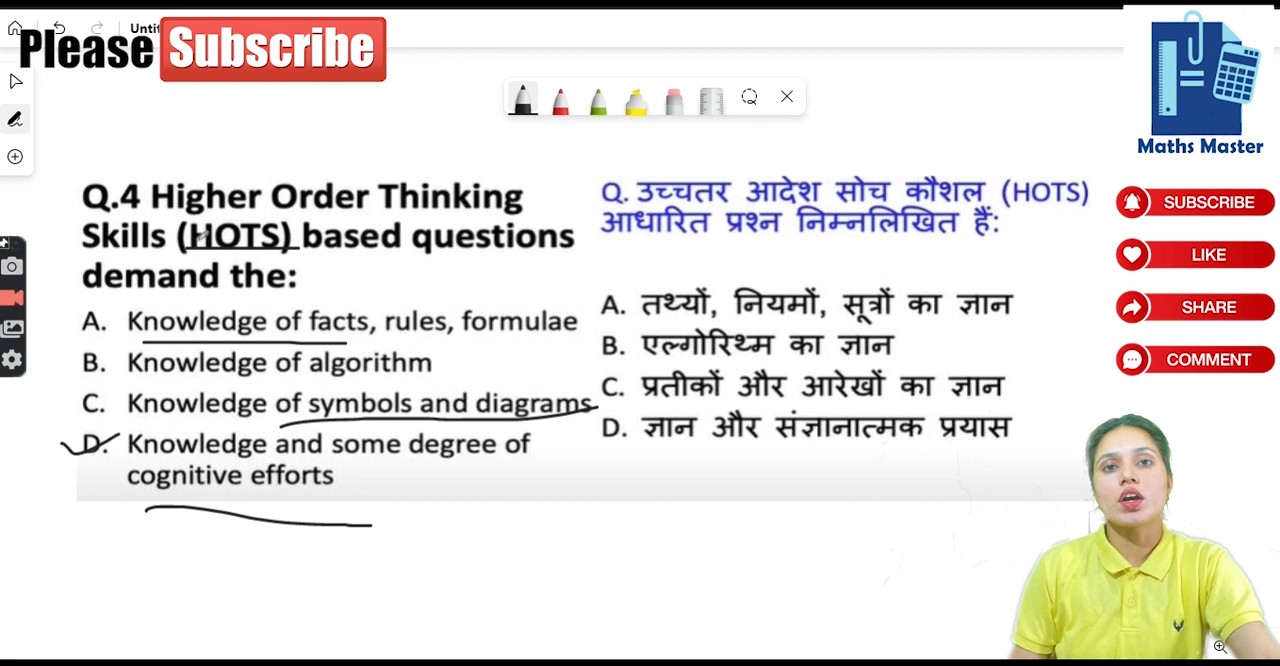 Untit
Please Subscribe
Maths Master
Q.4 Higher Order Thinking
Skills (HOTS) based questions
demand the:
A. Knowledge of facts, rules, formulae
B. Knowledge of algorithm
C. Knowledge of symbols and diagrams
D. Knowledge and some degree of
cognitive efforts
Q. उच्चतर आदेश सोच कौशल (HOTS)
आधारित प्रश्न निम्नलिखित हैं:
A. तथ्यों, नियमों, सूत्रों का ज्ञान
B. एल्गोरिथ्म का ज्ञान
C. प्रतीकों और आरेखों का ज्ञान
D. ज्ञान और संज्ञानात्मक प्रयास
SUBSCRIBE
LIKE
SHARE
COMMENT